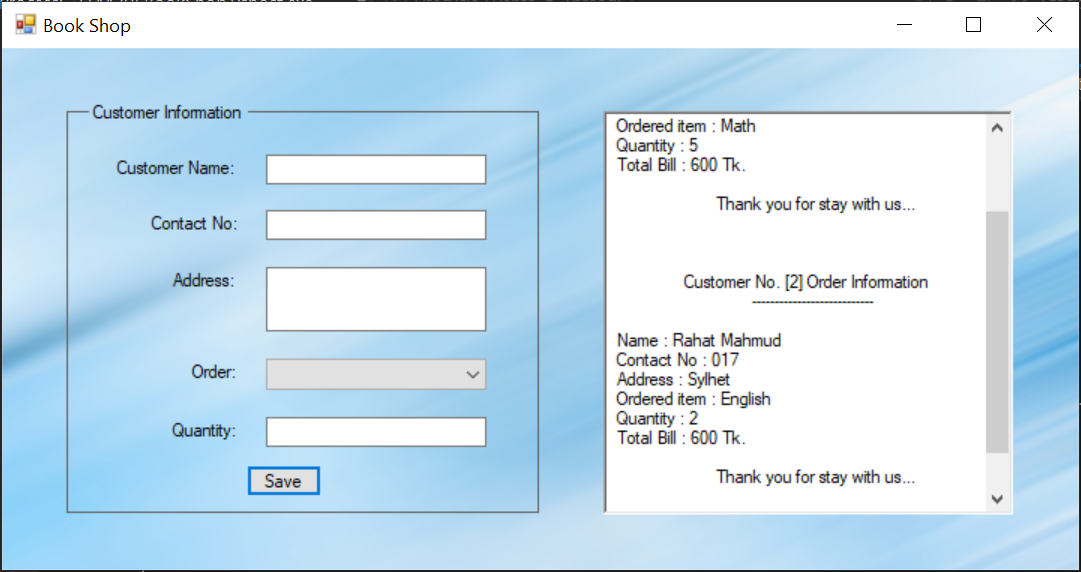 Book Shop
Customer Information
Customer Name:
Contact No:
Address:
Order:
Quantity:
Save
Ordered item : Math
Quantity : 5
Total Bill : 600 Tk.
Thank you for stay with us...
Customer No. [2] Order Information
---------------------------
Name : Rahat Mahmud
Contact No : 017
Address : Sylhet
Ordered item : English
Quantity : 2
Total Bill : 600 Tk.
Thank you for stay with us...